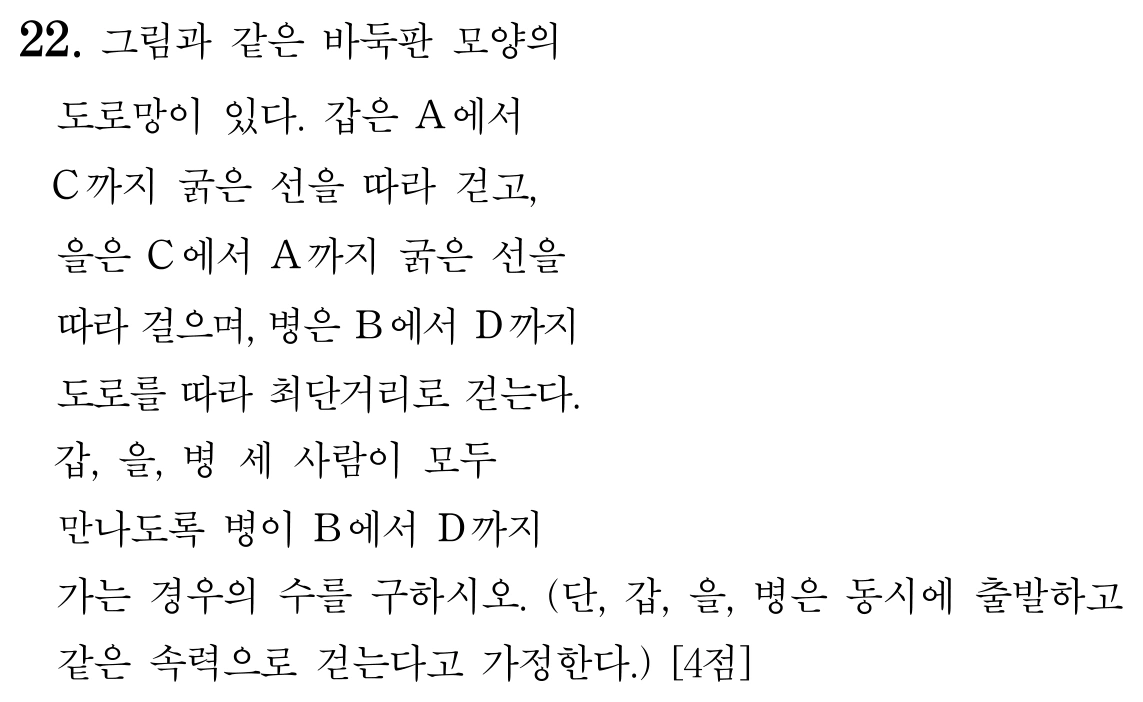 22. 그림과 같은 바둑판 모양의
도로망이 있다. 갑은 A에서
C까지 굵은 선을 따라 걷고,
을은 C에서 A까지 굵은 선을
따라 걸으며, 병은 B에서 D까지
도로를 따라 최단거리로 걷는다.
갑, 을, 병 세 사람이 모두
만나도록 병이 B에서 D까지
가는 경우의 수를 구하시오. (단, 갑, 을, 병은 동시에 출발하고
같은 속력으로 걷는다고 가정한다.) [4점]